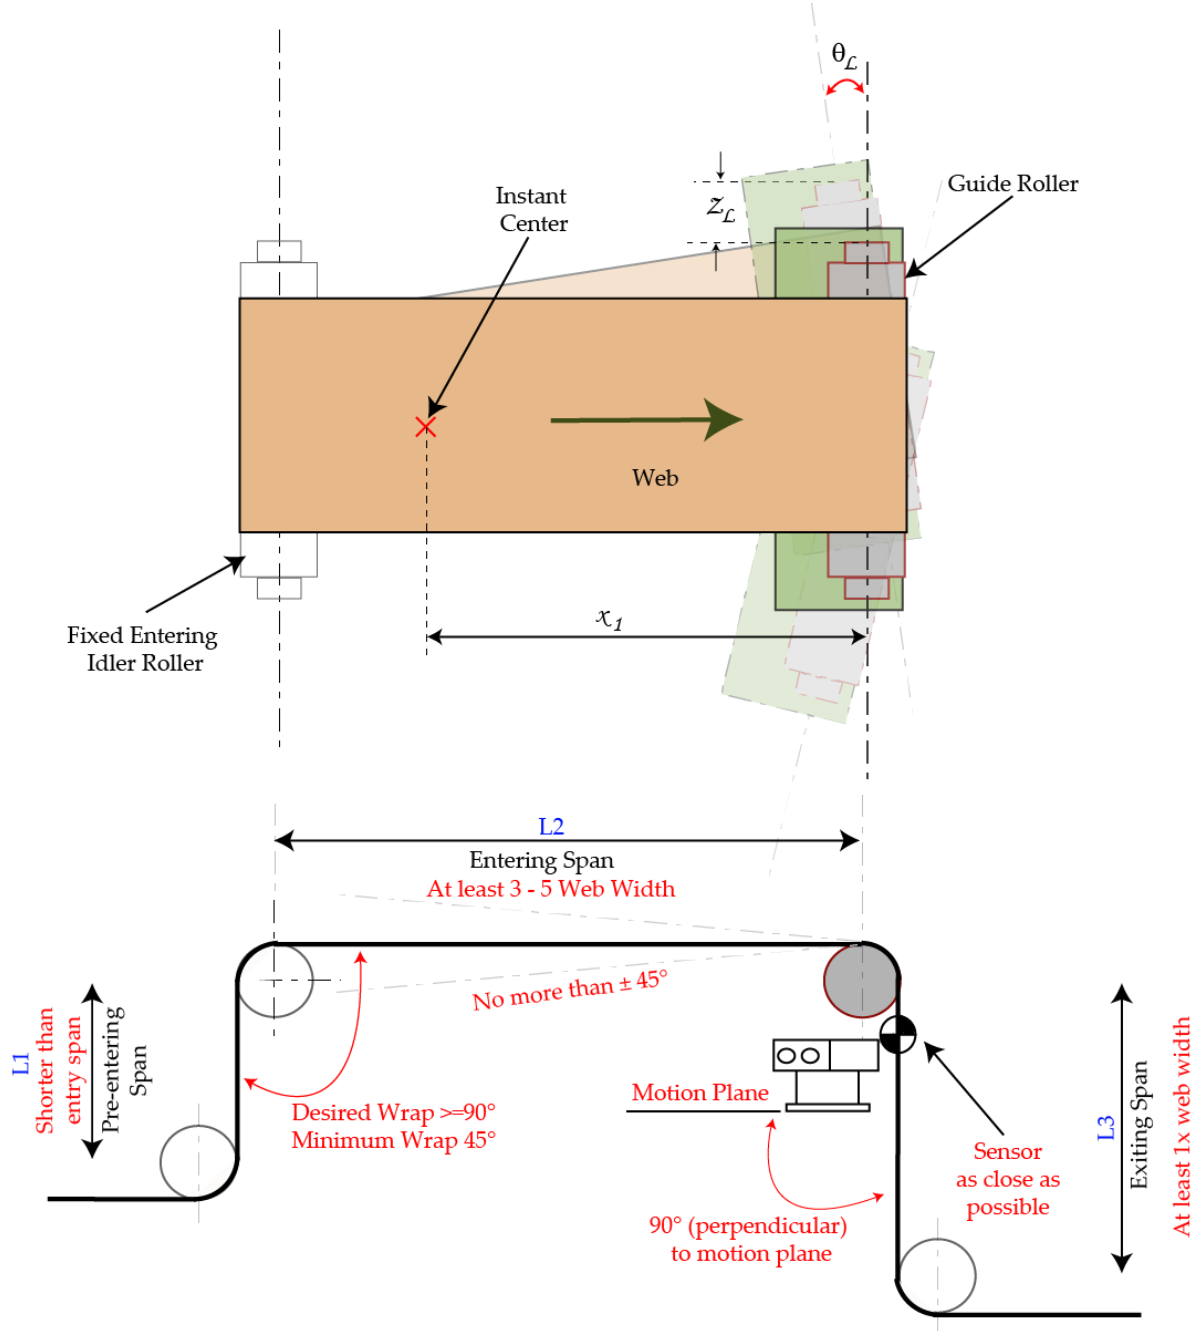 θ𝓛
Guide Roller
Instant
Center
z𝓛
Web
x1
Fixed Entering
Idler Roller
L2
Entering Span
At least 3 - 5 Web Width
No more than ± 45°
L1
Shorter than
entry span
Pre-entering
Span
Desired Wrap >=90°
Minimum Wrap 45°
Motion Plane
90° (perpendicular)
to motion plane
Sensor
as close as
possible
L3
Exiting Span
At least 1x web width